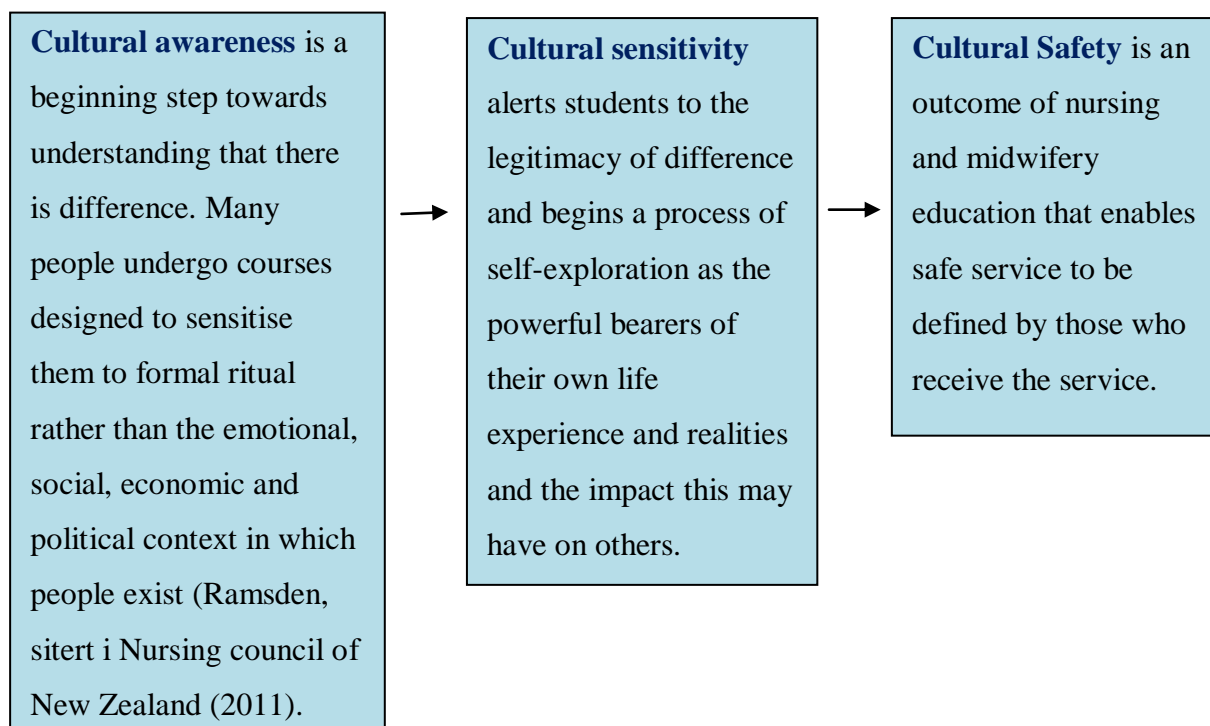 Cultural awareness is a
beginning step towards
understanding that there
is difference. Many
people undergo courses
designed to sensitise
them to formal ritual
rather than the emotional,
social, economic and
political context in which
people exist (Ramsden,
sitert i Nursing council of
New Zealand (2011).
Cultural sensitivity
alerts students to the
legitimacy of difference
and begins a process of
self-exploration as the
powerful bearers of
their own life
experience and realities
and the impact this may
have on others.
Cultural Safety is an
outcome of nursing
and midwifery
education that enables
safe service to be
defined by those who
receive the service.